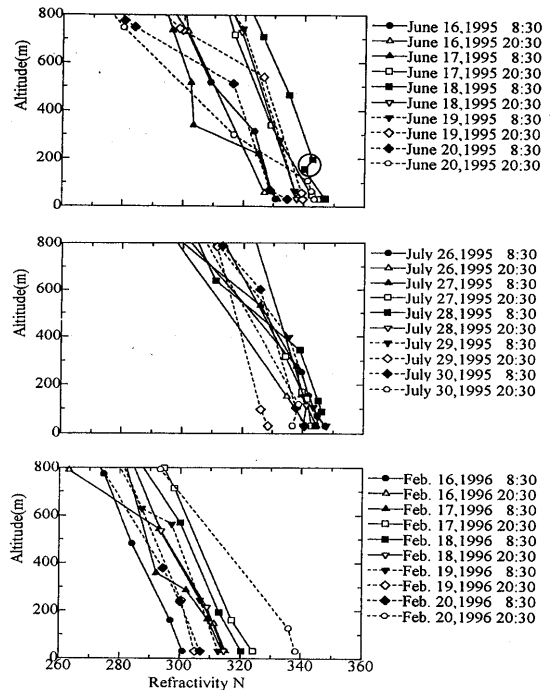 800
600
400
200
0
Altitude(m)
June 16,1995 8:30
June 16,1995 20:30
June 17,1995 8:30
June 17,1995 20:30
June 18,1995 8:30
June 18,1995 20:30
June 19,1995 8:30
June 19,1995 20:30
June 20,1995 8:30
June 20,1995 20:30
800
600
400
200
0
Altitude(m)
July 26,1995 8:30
July 26,1995 20:30
July 27,1995 8:30
July 27,1995 20:30
July 28,1995 8:30
July 28,1995 20:30
July 29,1995 8:30
July 29,1995 20:30
July 30,1995 8:30
July 30,1995 20:30
800
600
400
200
0
Altitude(m)
Feb. 16,1996 8:30
Feb. 16,1996 20:30
Feb. 17,1996 8:30
Feb. 17,1996 20:30
Feb. 18,1996 8:30
Feb. 18,1996 20:30
Feb. 19,1996 8:30
Feb. 19,1996 20:30
Feb. 20,1996 8:30
Feb. 20,1996 20:30
260 280 300 320 340 360
Refractivity N